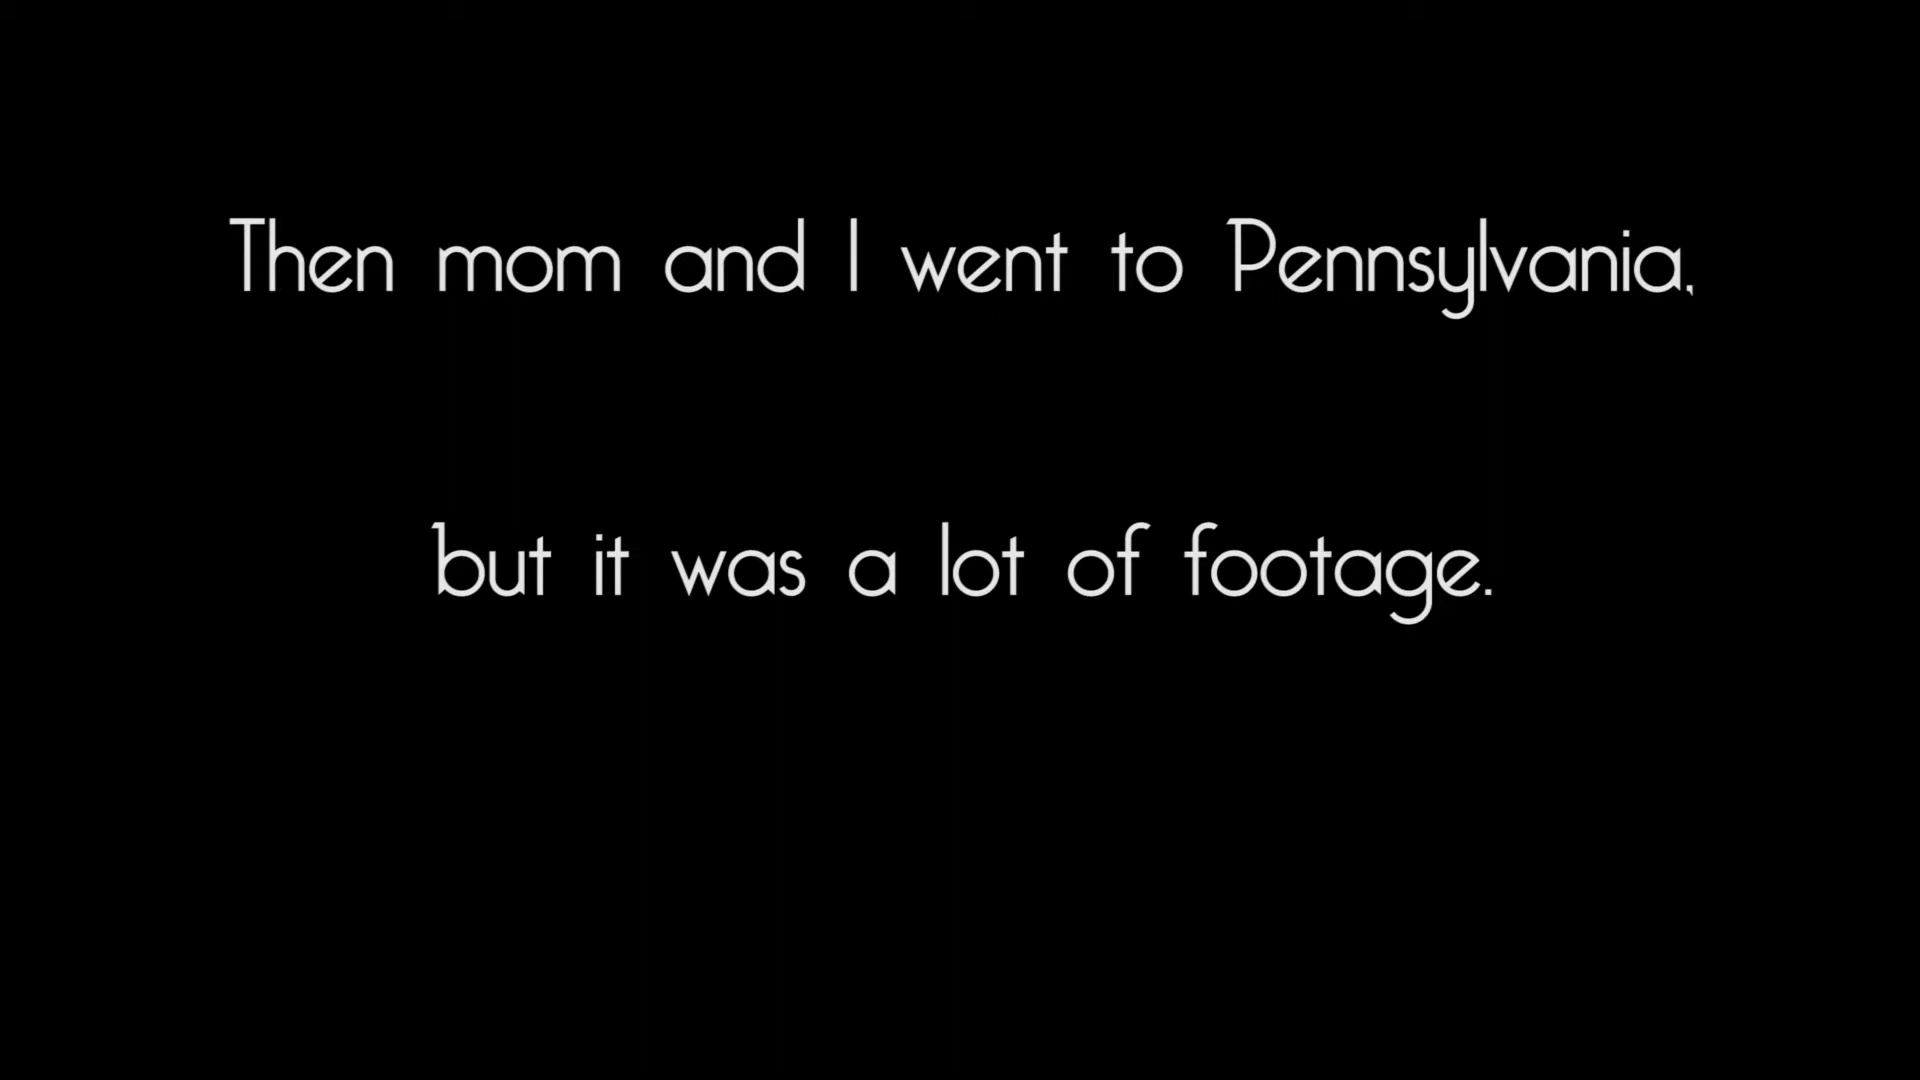 Then mom and I went to Pennsylvania,
but it was a lot of footage.